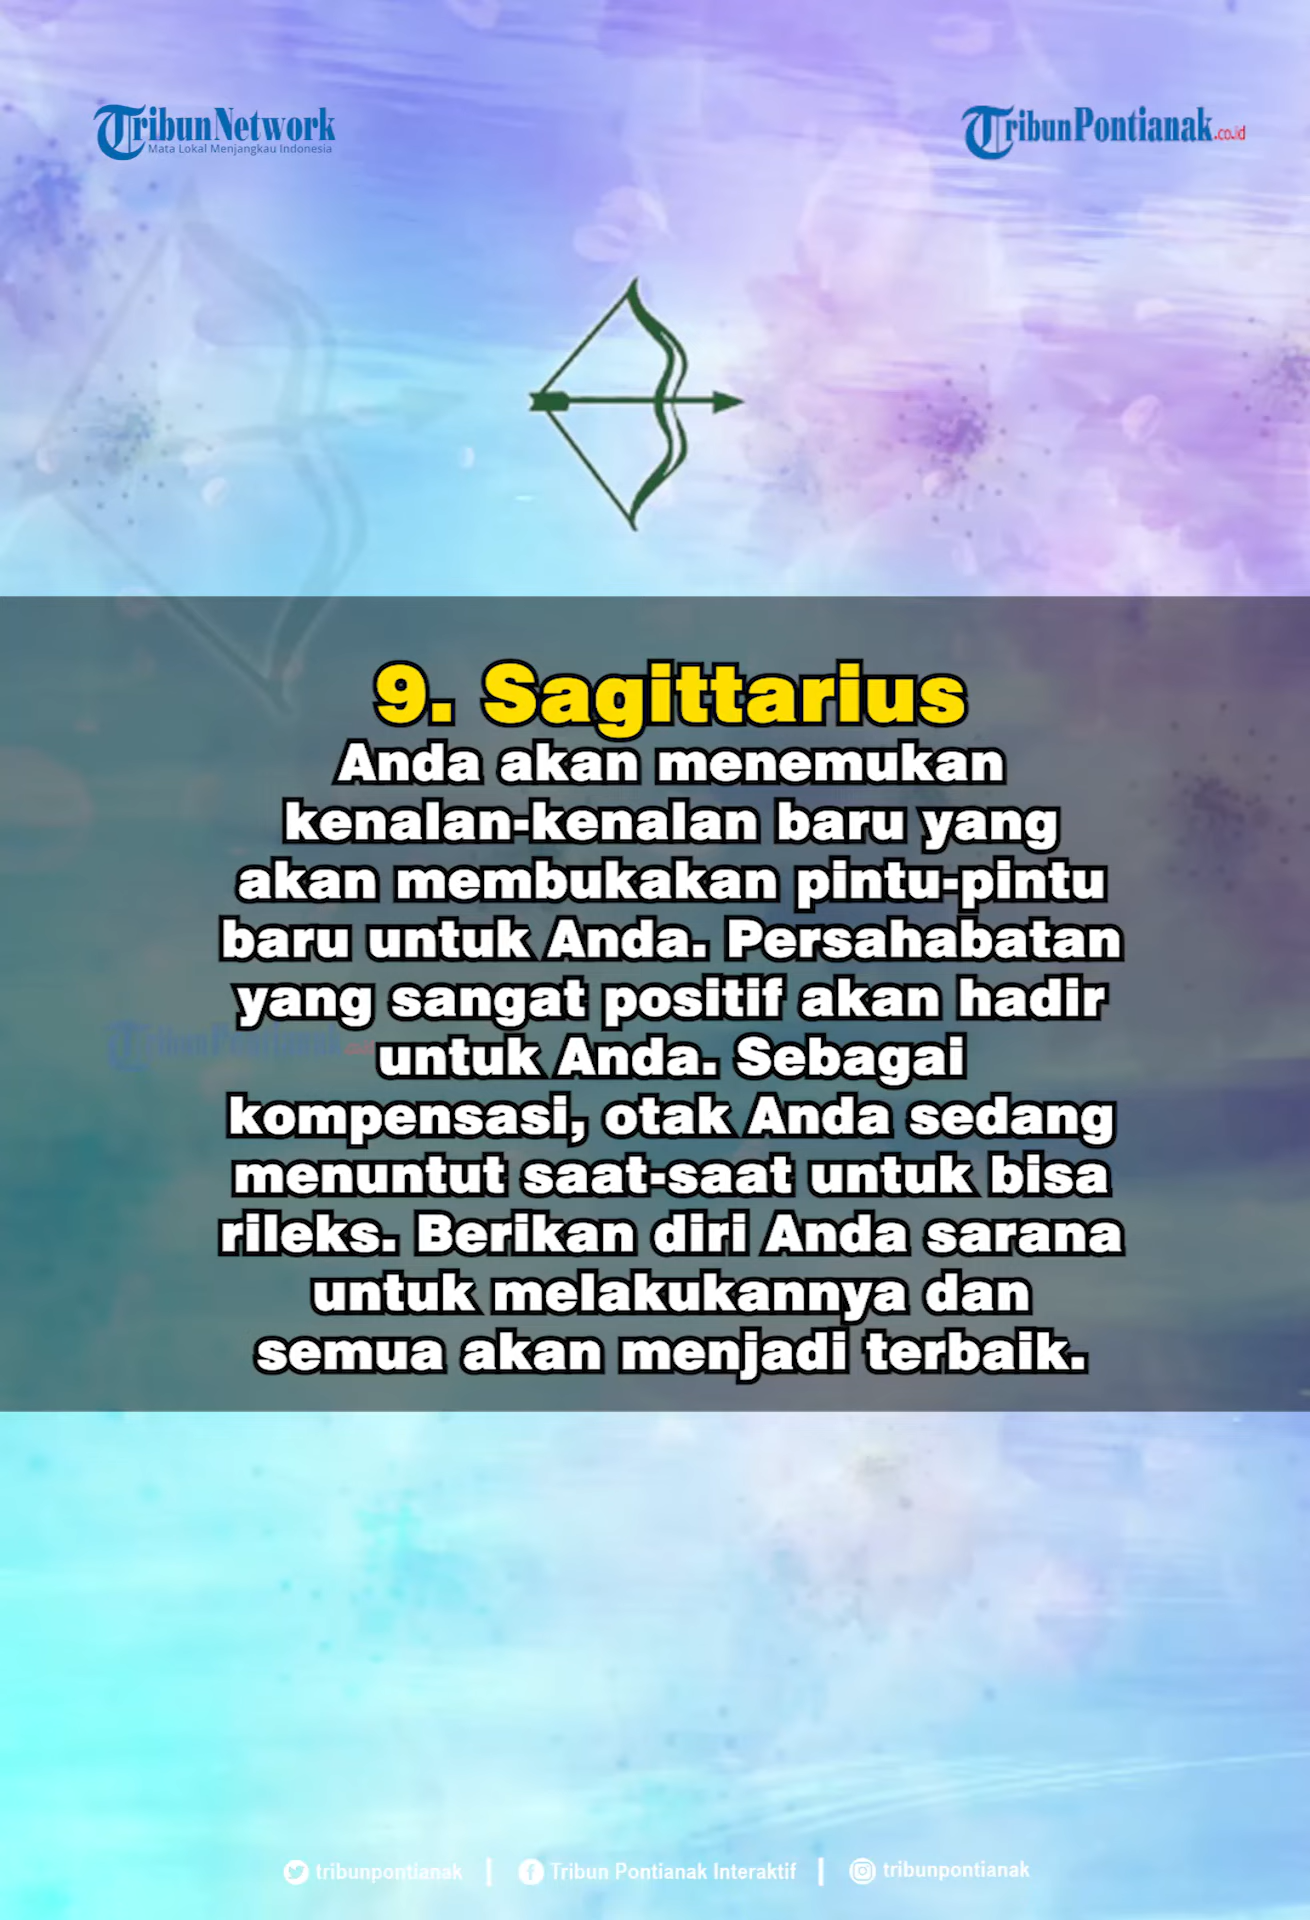 TribunNetwork
Mata Lokal Menjangkau Indonesia
TribunPontianak.co.id
9. Sagittarius
Anda akan menemukan
kenalan-kenalan baru yang
akan membukakan pintu-pintu
baru untuk Anda. Persahabatan
yang sangat positif akan hadir
untuk Anda. Sebagai
kompensasi, otak Anda sedang
menuntut saat-saat untuk bisa
rileks. Berikan diri Anda sarana
untuk melakukannya dan
semua akan menjadi terbaik.
TribunPontianak.co.id
tribunpontianak | Tribun Pontianak Interaktif | tribunpontianak